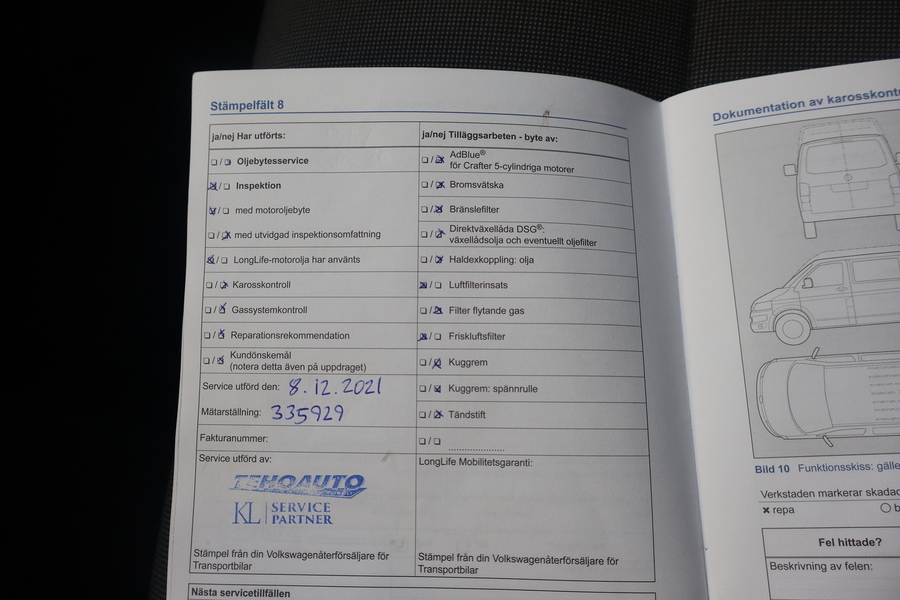 Stämpelfält 8
ja/nej Har utförts:
☐ / ☒ Oljebytesservice
☒ / ☐ Inspektion
☒ / ☐ med motoroljebyte
☐ / ☒ med utvidgad inspektionsomfattning
☒ / ☐ LongLife-motorolja har använts
☐ / ☒ Karosskontroll
☐ / ☒ Gassystemkontroll
☐ / ☒ Reparationsrekommendation
☐ / ☒ Kundönskemål
(notera detta även på uppdraget)
Service utförd den: 8.12.2021
Mätarställning: 335929
Fakturanummer:
Service utförd av:
TEHOAUTO
KL SERVICE
PARTNER
Stämpel från din Volkswagenåterförsäljare för
Transportbilar
ja/nej Tilläggsarbeten - byte av:
☐ / ☒ AdBlue®
för Crafter 5-cylindriga motorer
☐ / ☒ Bromsvätska
☐ / ☒ Bränslefilter
☐ / ☒ Direktväxellåda DSG®:
växellådsolja och eventuellt oljefilter
☐ / ☒ Haldexkoppling: olja
☒ / ☐ Luftfilterinsats
☐ / ☒ Filter flytande gas
☒ / ☐ Friskluftsfilter
☐ / ☒ Kuggrem
☐ / ☒ Kuggrem: spännrulle
☐ / ☒ Tändstift
☐ / ☐
LongLife Mobilitetsgaranti:
Stämpel från din Volkswagenåterförsäljare för
Transportbilar
Nästa servicetillfällen
Dokumentation av karosskont
Bild 10 Funktionsskiss: gälle
Verkstaden markerar skadad
✖ repa ○ b
Fel hittade?
Beskrivning av felen: